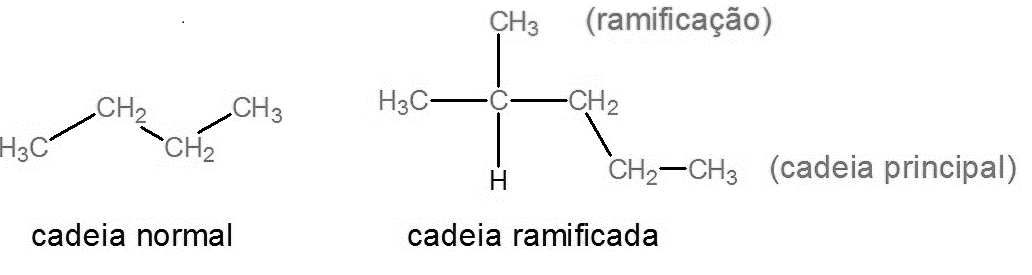 CH3 (ramificação)
H3C CH2 CH2 CH3
H3C C CH2
H
CH2 CH3 (cadeia principal)
cadeia normal
cadeia ramificada